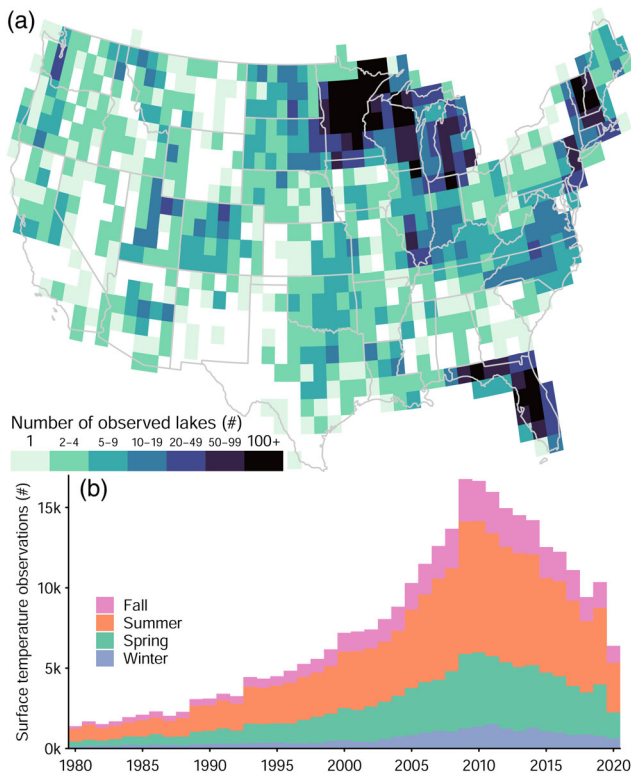 (a)
Number of observed lakes (#)
1 2–4 5–9 10–19 20–49 50–99 100+
(b)
Surface temperature observations (#)
15k
10k
5k
0k
Fall
Summer
Spring
Winter
1980 1985 1990 1995 2000 2005 2010 2015 2020